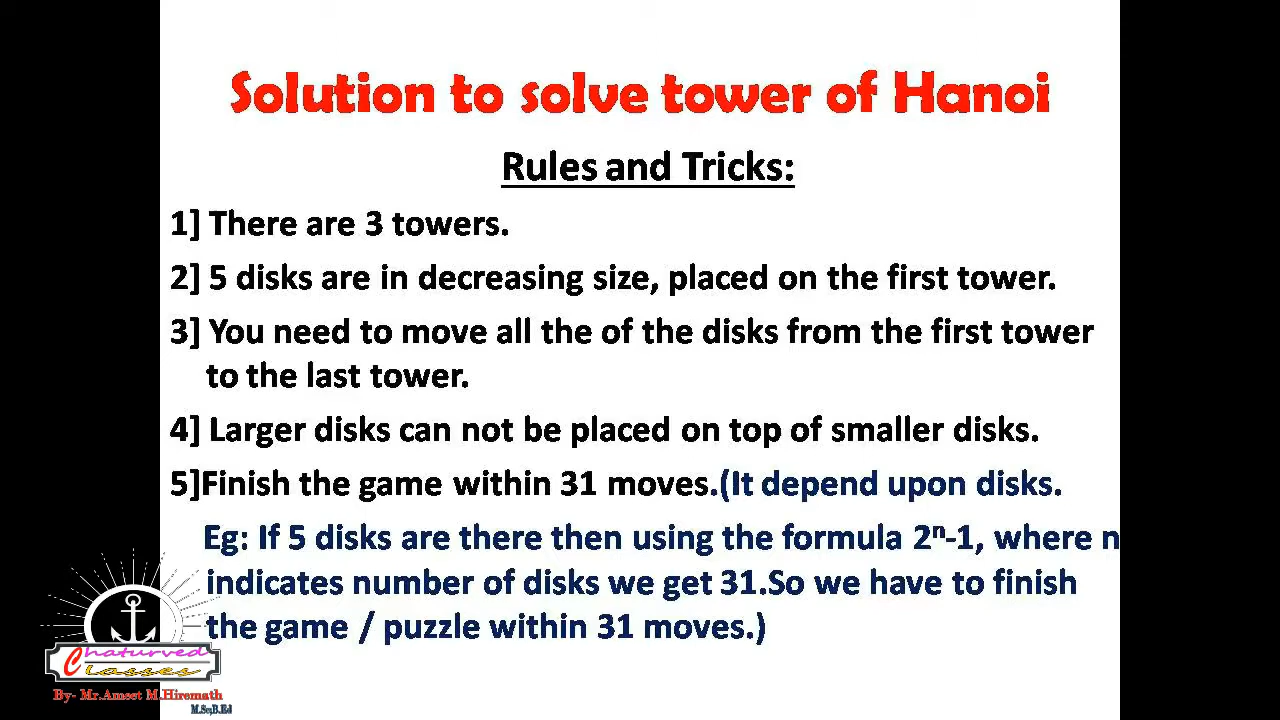 Solution to solve tower of Hanoi
Rules and Tricks:
1] There are 3 towers.
2] 5 disks are in decreasing size, placed on the first tower.
3] You need to move all the of the disks from the first tower
to the last tower.
4] Larger disks can not be placed on top of smaller disks.
5]Finish the game within 31 moves.(It depend upon disks.
Eg: If 5 disks are there then using the formula 2ⁿ-1, where n
indicates number of disks we get 31.So we have to finish
the game / puzzle within 31 moves.)
Chaturved
Classes
By- Mr.Ameet M.Hiremath
M.Sc,B.Ed